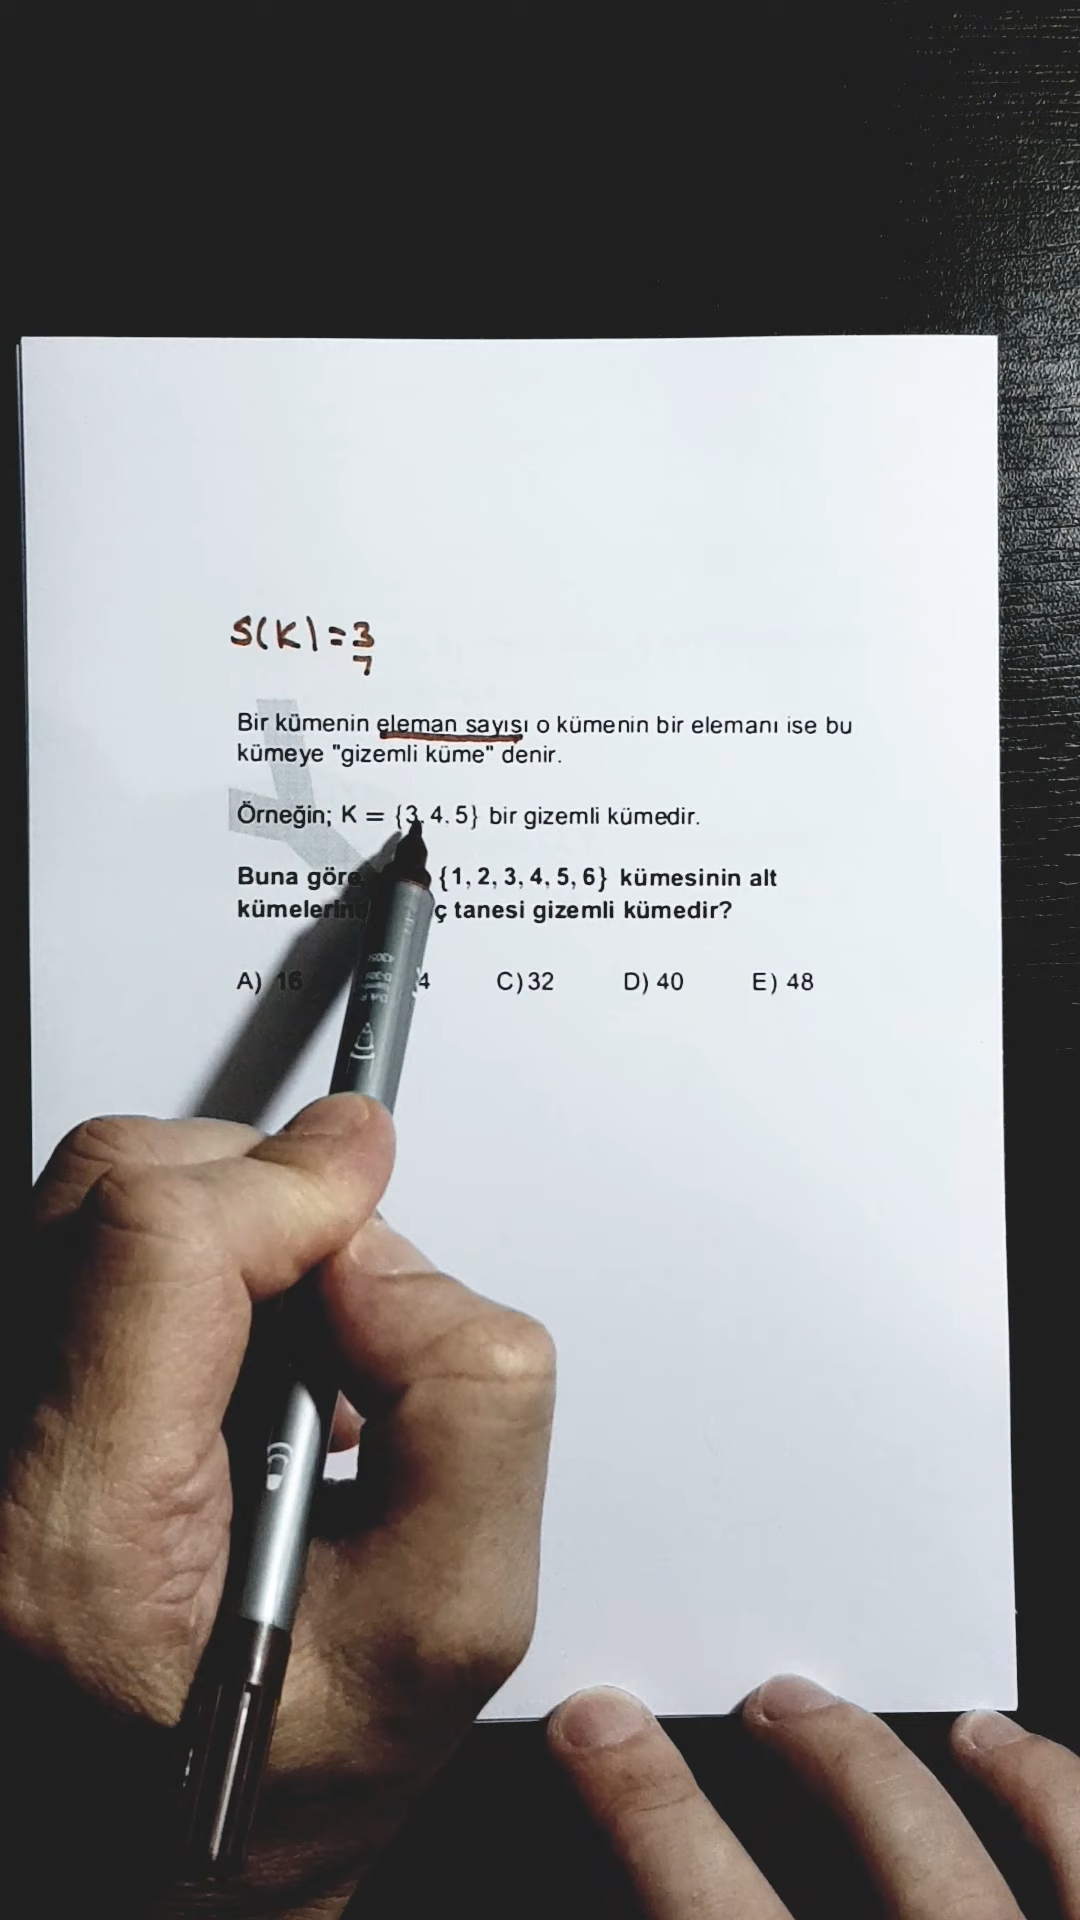 S(K) = 3
7
Bir kümenin eleman sayısı o kümenin bir elemanı ise bu
kümeye "gizemli küme" denir.
Örneğin; K = {3, 4, 5} bir gizemli kümedir.
Buna göre {1, 2, 3, 4, 5, 6} kümesinin alt
tanesi gizemli kümedir?
A) 16 4 C) 32 D) 40 E) 48